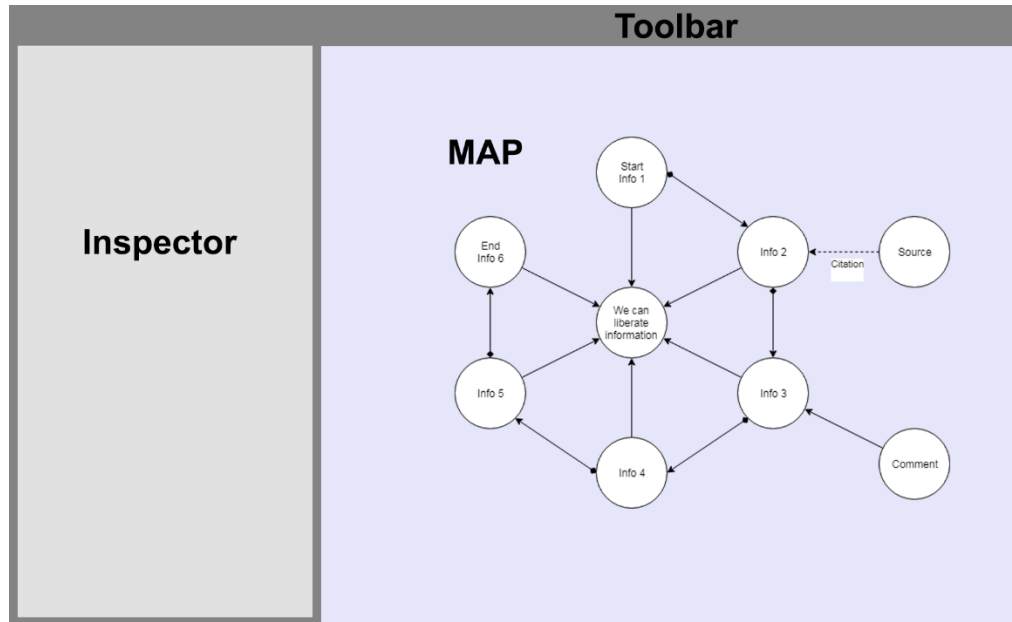 Toolbar
Inspector
MAP
Start
Info 1
End
Info 6
Info 2
Citation
Source
We can
liberate
information
Info 5
Info 3
Info 4
Comment